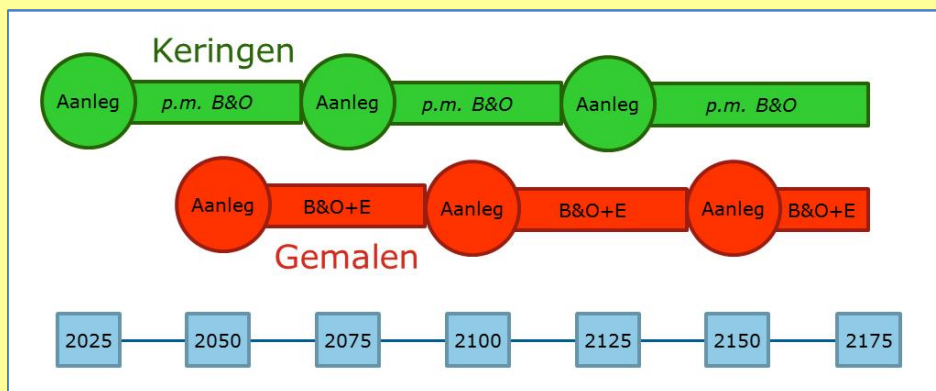 Keringen
Aanleg p.m. B&O Aanleg p.m. B&O Aanleg p.m. B&O
Aanleg B&O+E Aanleg B&O+E Aanleg B&O+E
Gemalen
2025 2050 2075 2100 2125 2150 2175